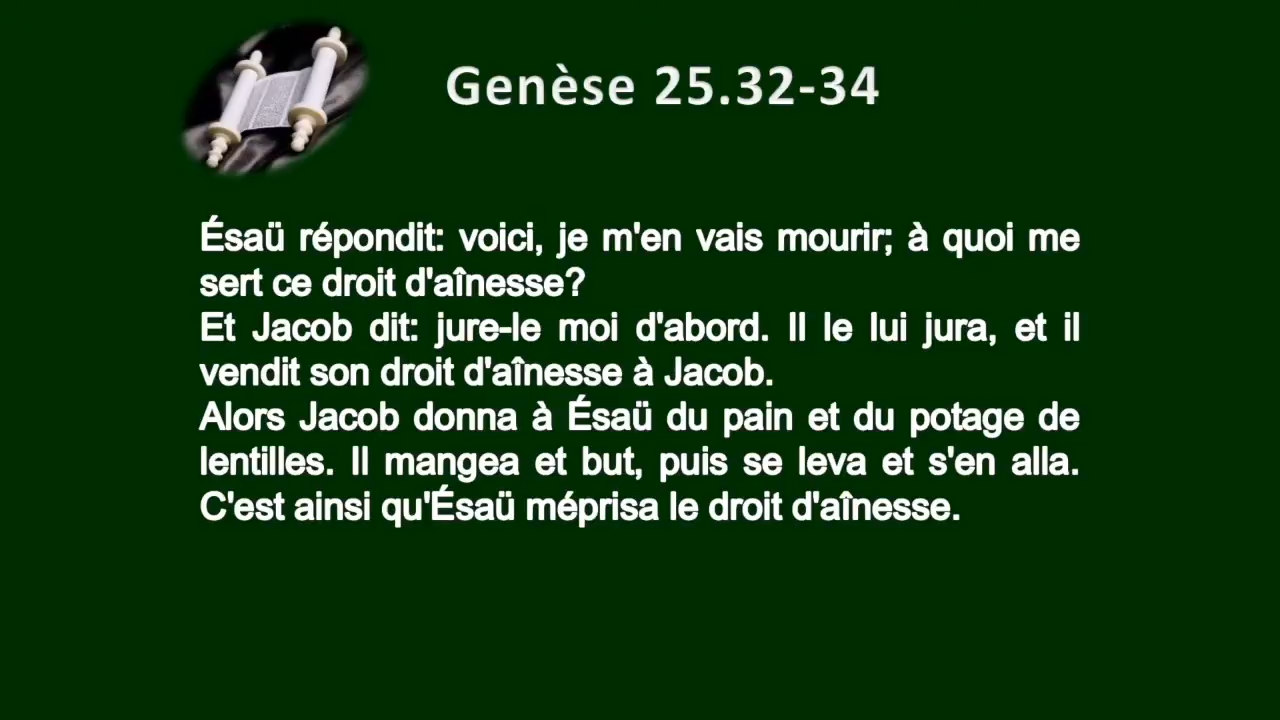 Genèse 25.32-34
Ésaü répondit: voici, je m'en vais mourir; à quoi me
sert ce droit d'aînesse?
Et Jacob dit: jure-le moi d'abord. Il le lui jura, et il
vendit son droit d'aînesse à Jacob.
Alors Jacob donna à Ésaü du pain et du potage de
lentilles. Il mangea et but, puis se leva et s'en alla.
C'est ainsi qu'Ésaü méprisa le droit d'aînesse.